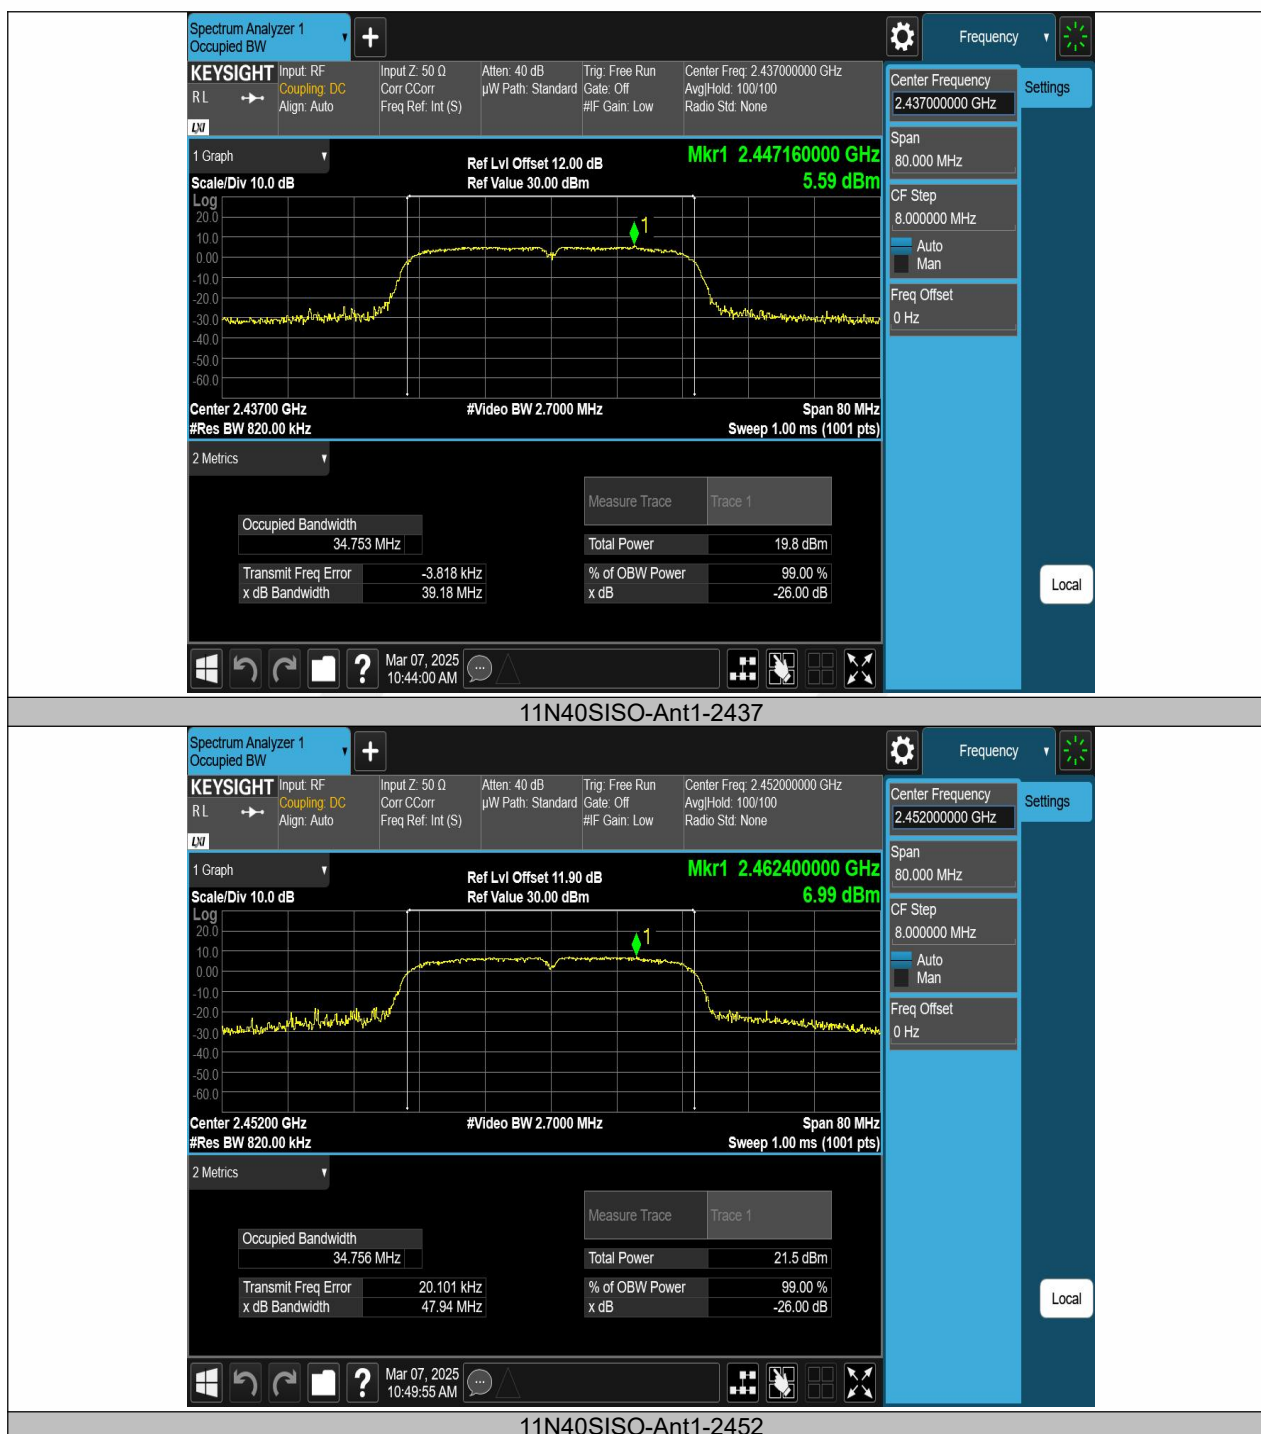 Spectrum Analyzer 1
Occupied BW
+
Frequency
KEYSIGHT
R L
LXI
Input: RF
Coupling: DC
Align: Auto
Input Z: 50 Ω
Corr CCorr
Freq Ref: Int (S)
Atten: 40 dB
µW Path: Standard
Trig: Free Run
Gate: Off
#IF Gain: Low
Center Freq: 2.437000000 GHz
Avg|Hold: 100/100
Radio Std: None
Center Frequency
2.437000000 GHz
Settings
Span
80.000 MHz
CF Step
8.000000 MHz
Auto
Man
Freq Offset
0 Hz
Local
1 Graph
Scale/Div 10.0 dB
Ref Lvl Offset 12.00 dB
Ref Value 30.00 dBm
Mkr1 2.447160000 GHz
5.59 dBm
Log
20.0
10.0
0.00
-10.0
-20.0
-30.0
-40.0
-50.0
-60.0
1
Center 2.43700 GHz
#Video BW 2.7000 MHz
Span 80 MHz
#Res BW 820.00 kHz
Sweep 1.00 ms (1001 pts)
2 Metrics
Measure Trace Trace 1
Occupied Bandwidth
34.753 MHz
Total Power 19.8 dBm
Transmit Freq Error -3.818 kHz
% of OBW Power 99.00 %
x dB Bandwidth 39.18 MHz
x dB -26.00 dB
?
Mar 07, 2025
10:44:00 AM
11N40SISO-Ant1-2437
Spectrum Analyzer 1
Occupied BW
+
Frequency
KEYSIGHT
R L
LXI
Input: RF
Coupling: DC
Align: Auto
Input Z: 50 Ω
Corr CCorr
Freq Ref: Int (S)
Atten: 40 dB
µW Path: Standard
Trig: Free Run
Gate: Off
#IF Gain: Low
Center Freq: 2.452000000 GHz
Avg|Hold: 100/100
Radio Std: None
Center Frequency
2.452000000 GHz
Settings
Span
80.000 MHz
CF Step
8.000000 MHz
Auto
Man
Freq Offset
0 Hz
Local
1 Graph
Scale/Div 10.0 dB
Ref Lvl Offset 11.90 dB
Ref Value 30.00 dBm
Mkr1 2.462400000 GHz
6.99 dBm
Log
20.0
10.0
0.00
-10.0
-20.0
-30.0
-40.0
-50.0
-60.0
1
Center 2.45200 GHz
#Video BW 2.7000 MHz
Span 80 MHz
#Res BW 820.00 kHz
Sweep 1.00 ms (1001 pts)
2 Metrics
Measure Trace Trace 1
Occupied Bandwidth
34.756 MHz
Total Power 21.5 dBm
Transmit Freq Error 20.101 kHz
% of OBW Power 99.00 %
x dB Bandwidth 47.94 MHz
x dB -26.00 dB
?
Mar 07, 2025
10:49:55 AM
11N40SISO-Ant1-2452